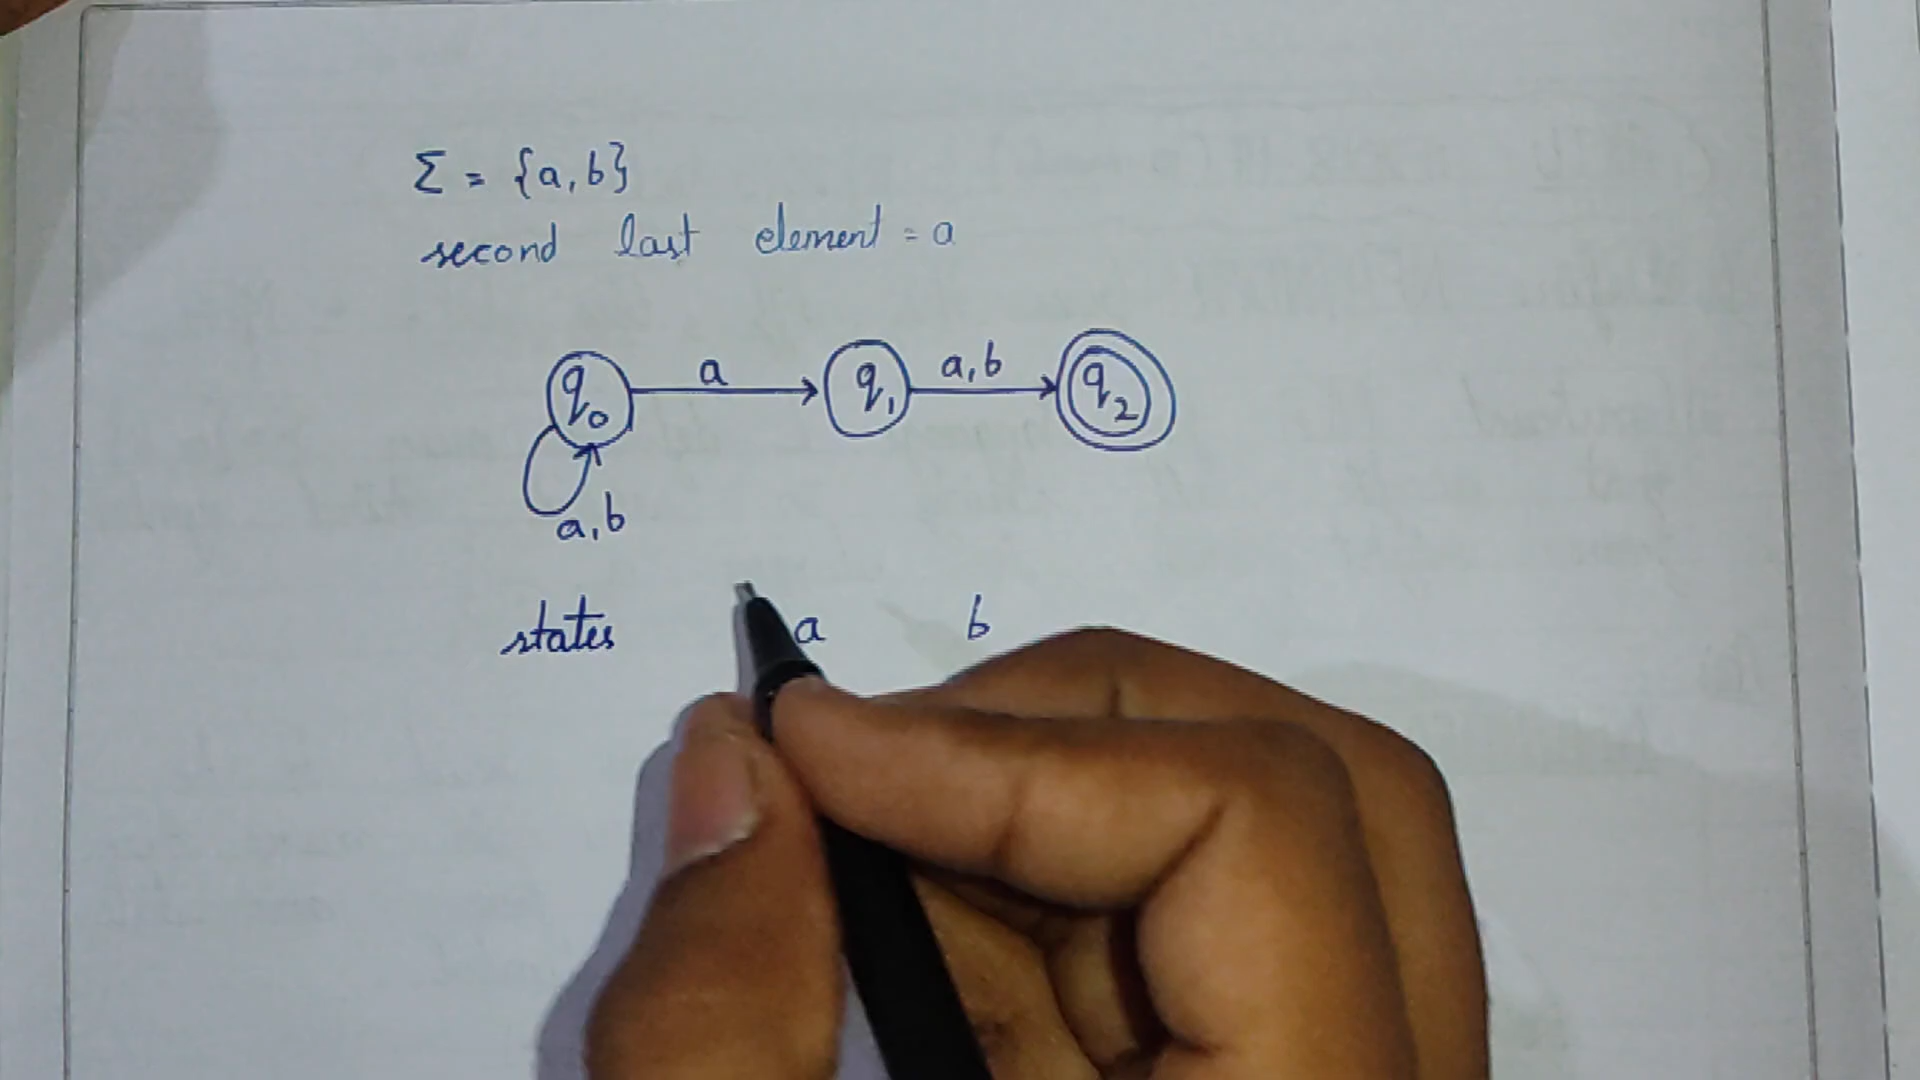 Σ = {a,b}
second last element = a
q0 a q1 a,b q2
a,b
states a b